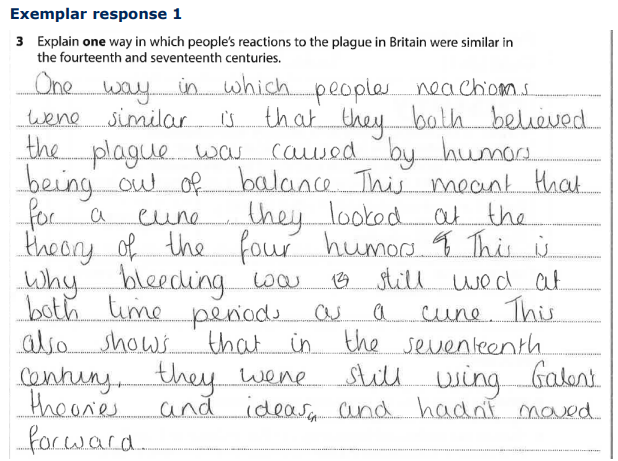 Exemplar response 1
3 Explain one way in which people's reactions to the plague in Britain were similar in
the fourteenth and seventeenth centuries.
One way in which peoples reactions
were similar is that they both believed
the plague was caused by humors
being out of balance. This meant that
for a cure, they looked at the
theory of the four humors. This is
why bleeding was still used at
both time periods as a cure. This
also shows that in the seventeenth
century, they were still using Galen's
theories and ideas, and hadn't moved
forward.